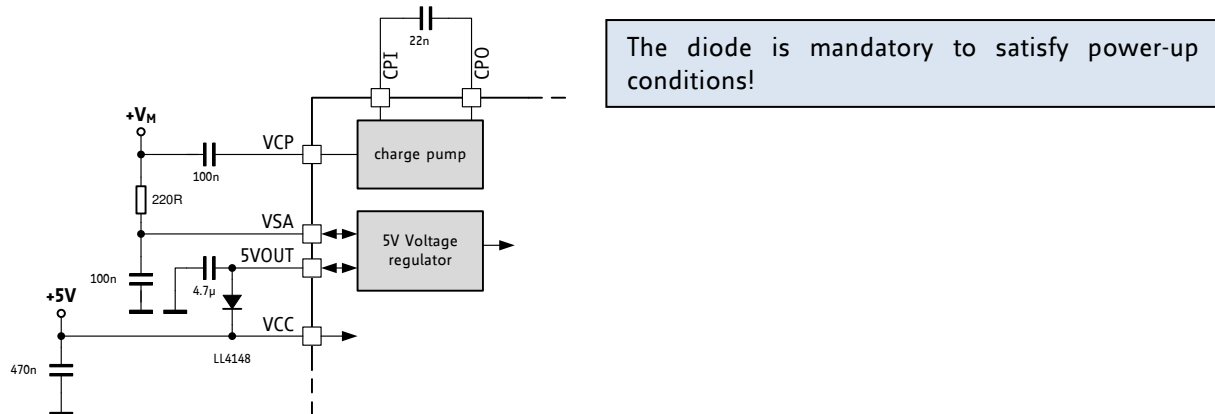 22n
CPI
CPO
The diode is mandatory to satisfy power-up
conditions!
+VM
VCP
charge pump
100n
220R
VSA
5V Voltage
regulator
5VOUT
100n
4.7µ
+5V
VCC
LL4148
470n